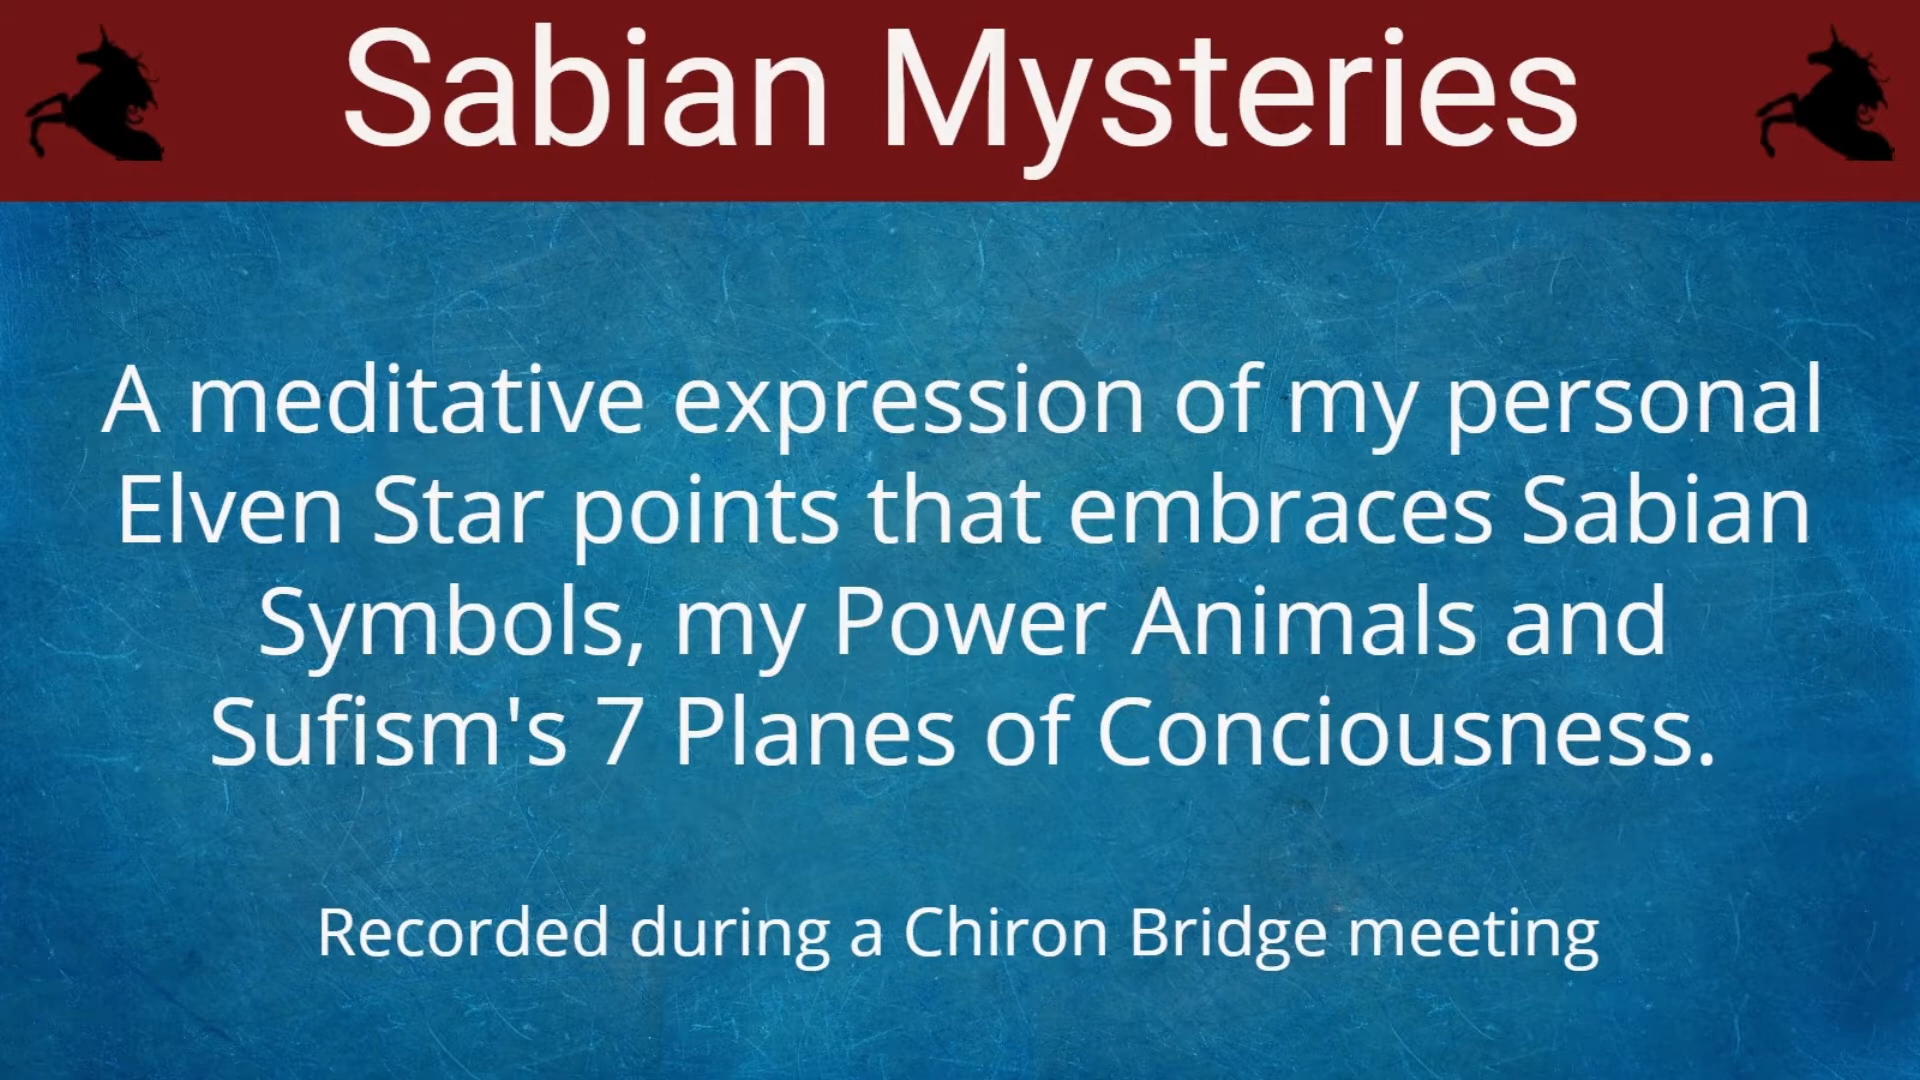 Sabian Mysteries
A meditative expression of my personal
Elven Star points that embraces Sabian
Symbols, my Power Animals and
Sufism's 7 Planes of Conciousness.
Recorded during a Chiron Bridge meeting